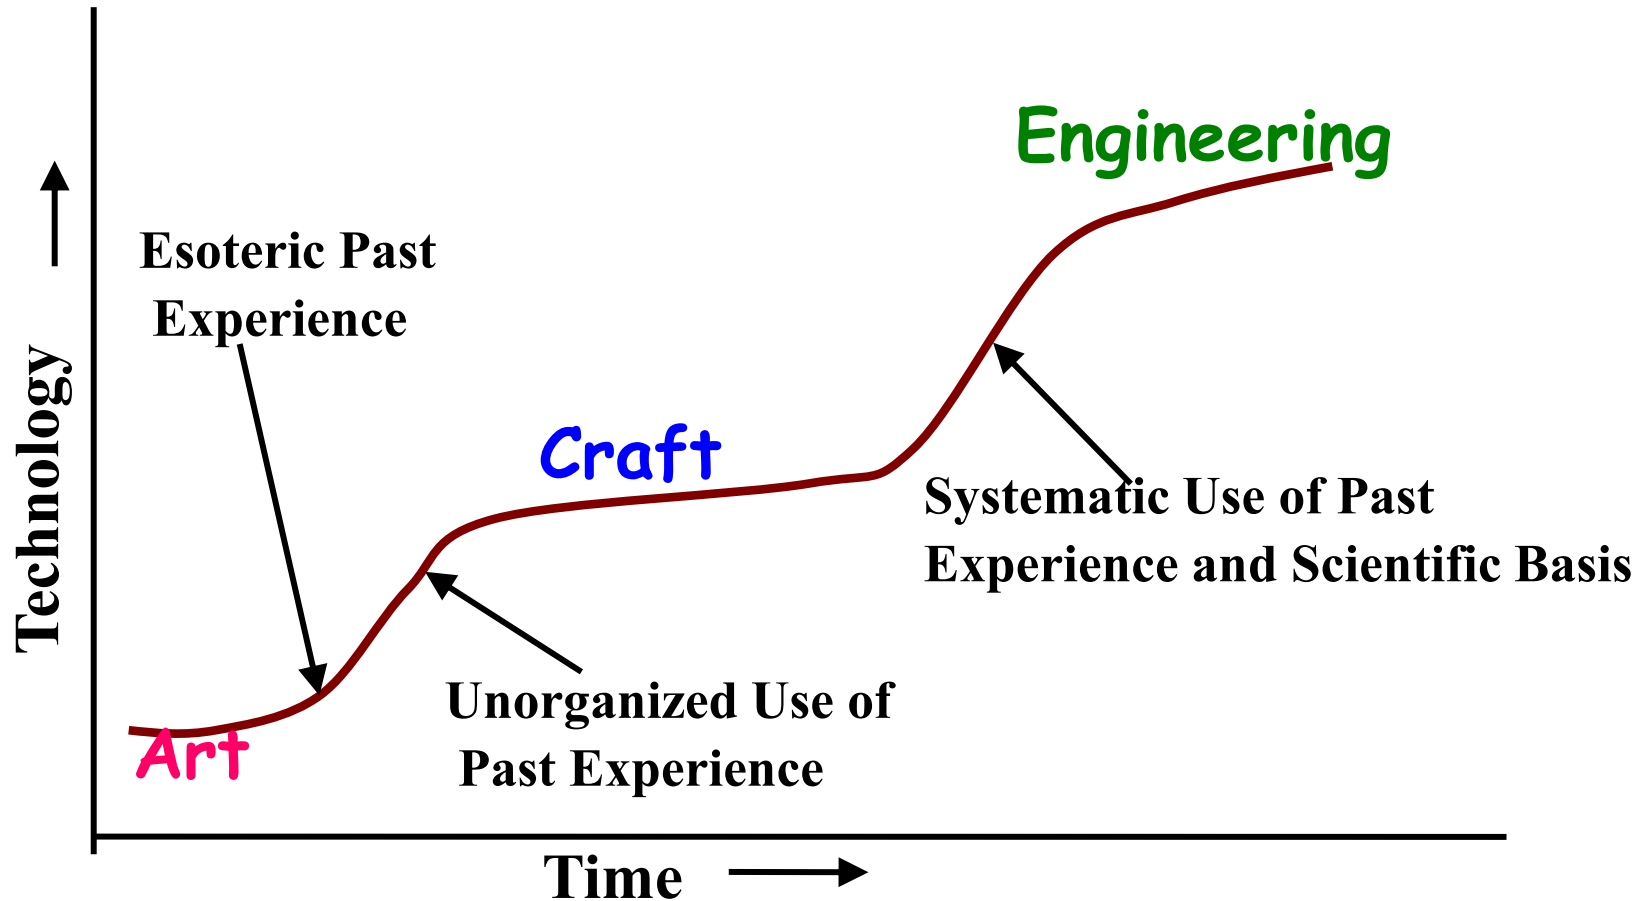 Engineering
Esoteric Past
Experience
Technology
Craft
Systematic Use of Past
Experience and Scientific Basis
Unorganized Use of
Past Experience
Art
Time